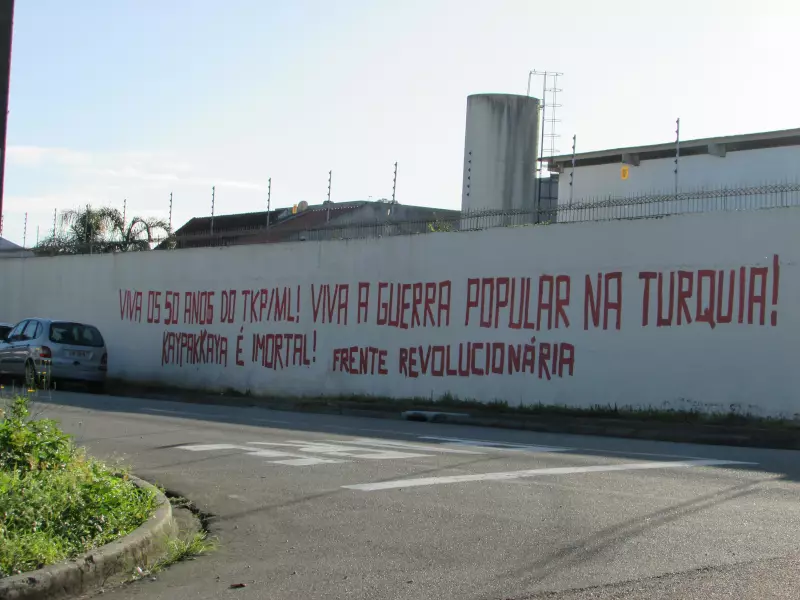 VIVA OS 50 ANOS DO TKP/ML! VIVA A GUERRA POPULAR NA TURQUIA!
KAYPAKKAYA É IMORTAL! FRENTE REVOLUCIONÁRIA